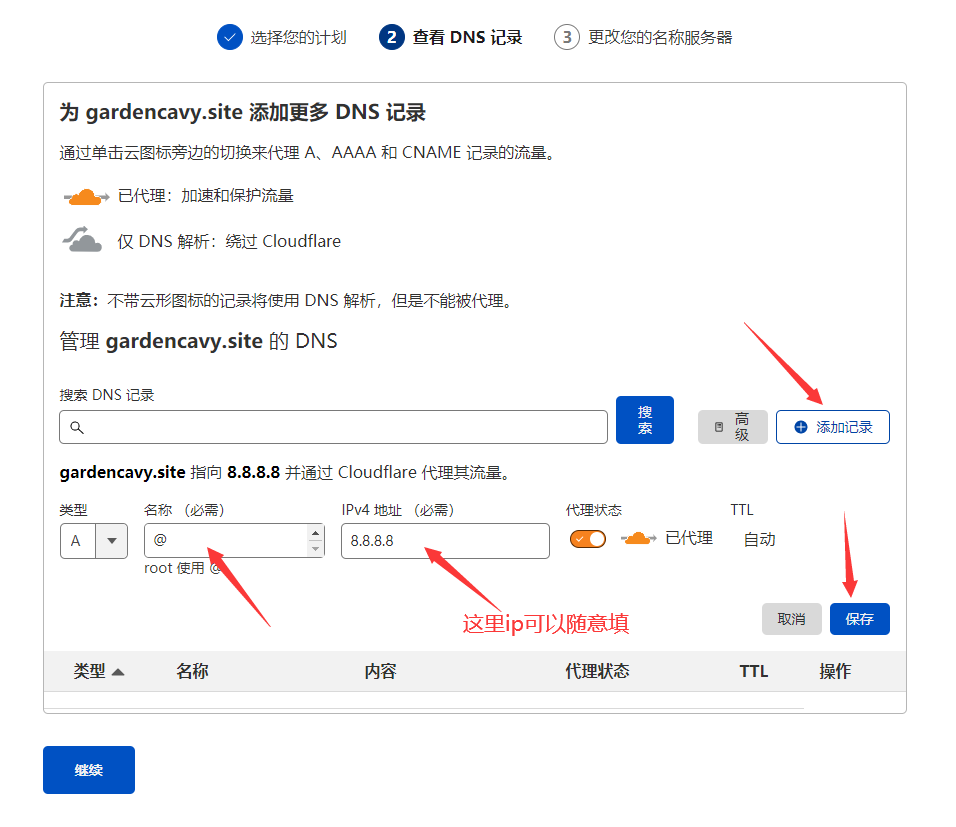 选择您的计划
2 查看 DNS 记录
3 更改您的名称服务器
为 gardencavy.site 添加更多 DNS 记录
通过单击云图标旁边的切换来代理 A、AAAA 和 CNAME 记录的流量。
已代理：加速和保护流量
仅 DNS 解析：绕过 Cloudflare
注意：不带云形图标的记录将使用 DNS 解析，但是不能被代理。
管理 gardencavy.site 的 DNS
搜索 DNS 记录
搜
索
高
级
添加记录
gardencavy.site 指向 8.8.8.8 并通过 Cloudflare 代理其流量。
类型 名称 （必需） IPv4 地址 （必需） 代理状态 TTL
A @ 8.8.8.8 已代理 自动
root 使用 @
这里ip可以随意填
取消 保存
类型 名称 内容 代理状态 TTL 操作
继续